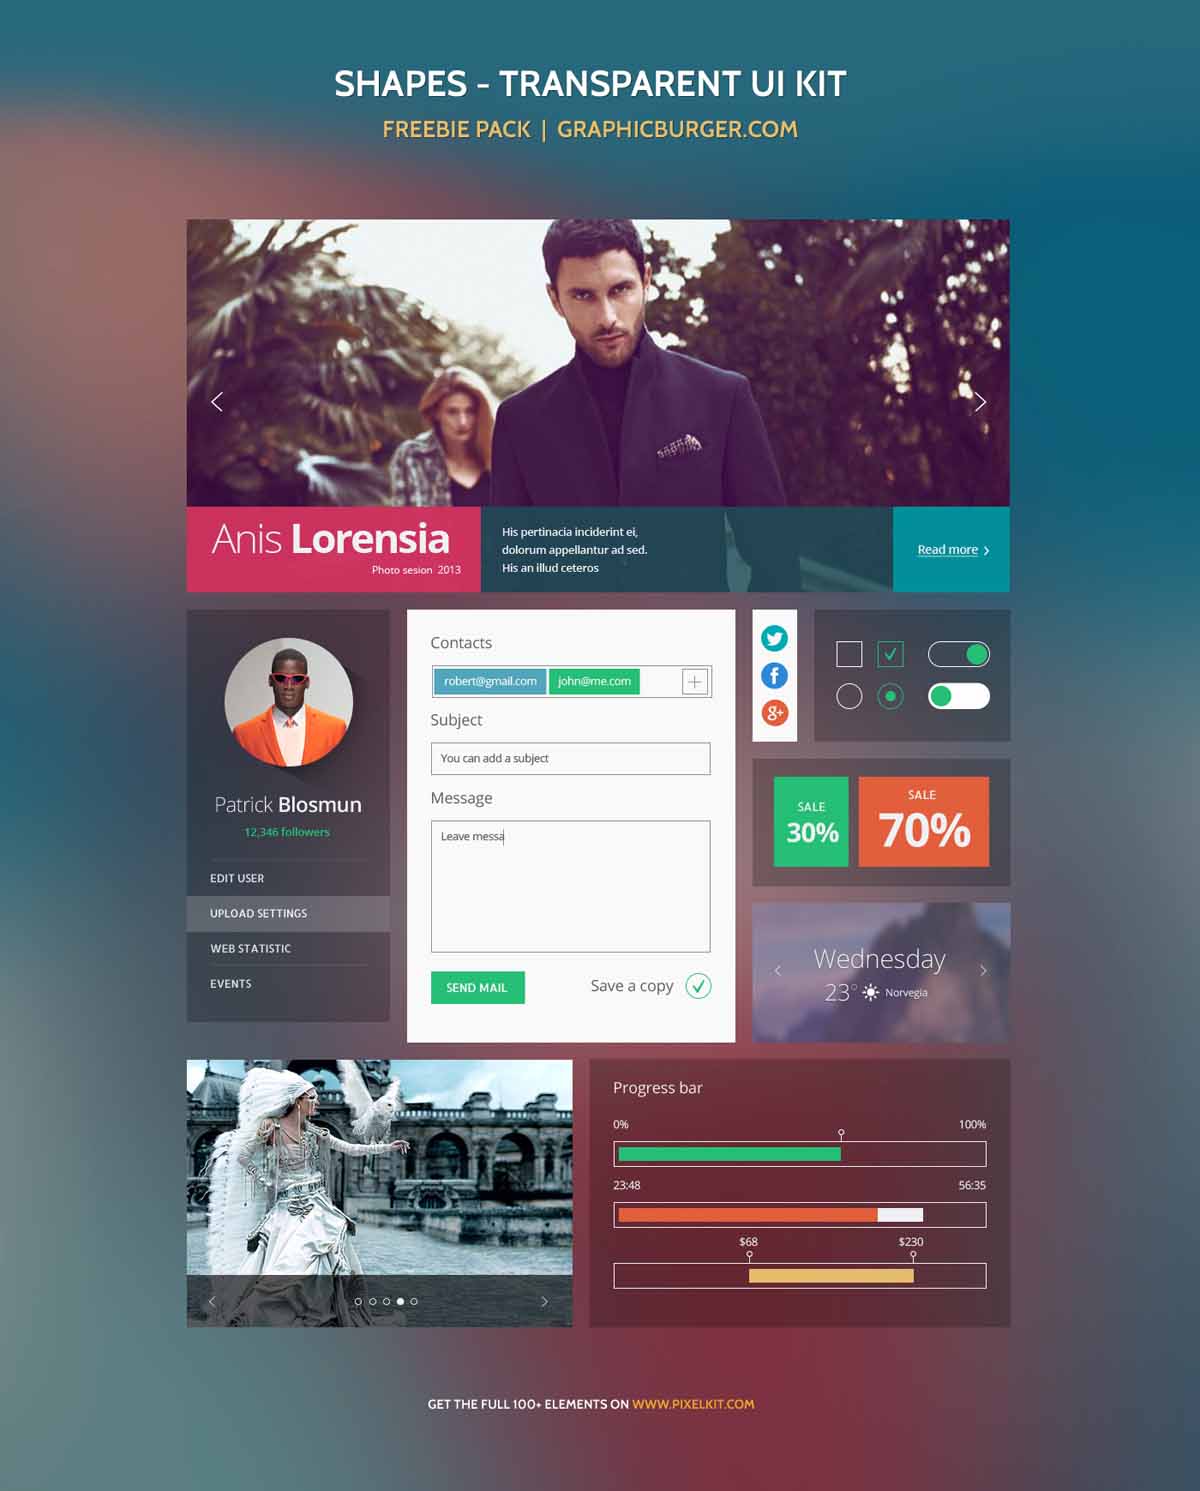 SHAPES - TRANSPARENT UI KIT
FREEBIE PACK | GRAPHICBURGER.COM
Anis Lorensia
Photo sesion 2013
His pertinacia inciderint ei,
dolorum appellantur ad sed.
His an illud ceteros
Read more
Patrick Blosmun
12,346 followers
EDIT USER
UPLOAD SETTINGS
WEB STATISTIC
EVENTS
Contacts
robert@gmail.com john@me.com
Subject
You can add a subject
Message
Leave messa
SEND MAIL
Save a copy
f
g+
SALE
30%
SALE
70%
Wednesday
23° Norvegia
Progress bar
0% 100%
23:48 56:35
$68 $230
GET THE FULL 100+ ELEMENTS ON WWW.PIXELKIT.COM